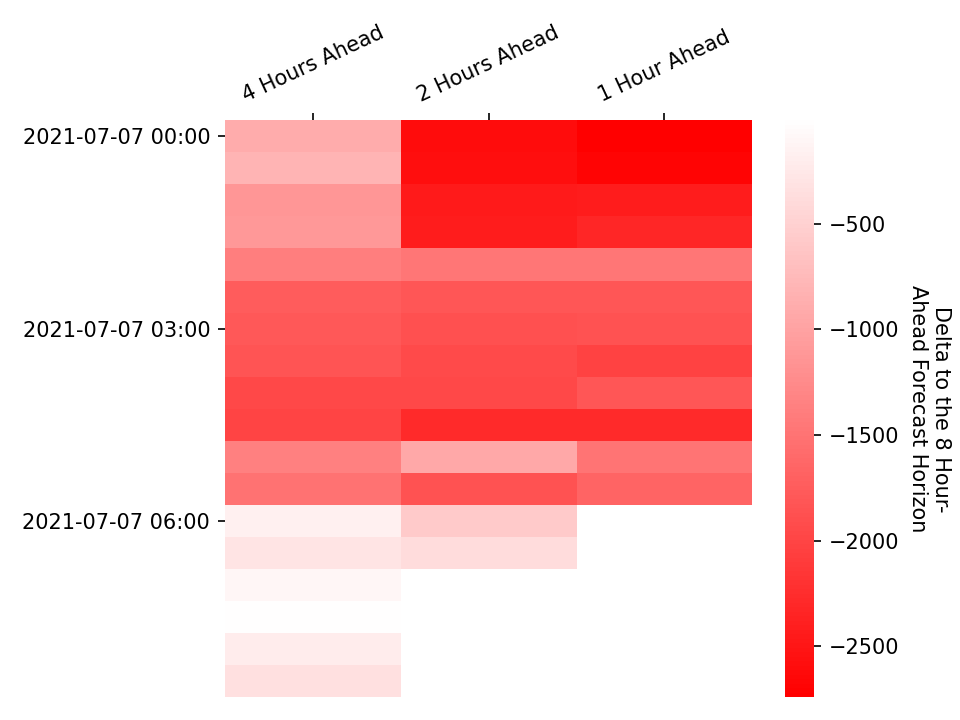 4 Hours Ahead
2 Hours Ahead
1 Hour Ahead
2021-07-07 00:00
2021-07-07 03:00
2021-07-07 06:00
−500
−1000
−1500
−2000
−2500
Delta to the 8 Hour-
Ahead Forecast Horizon